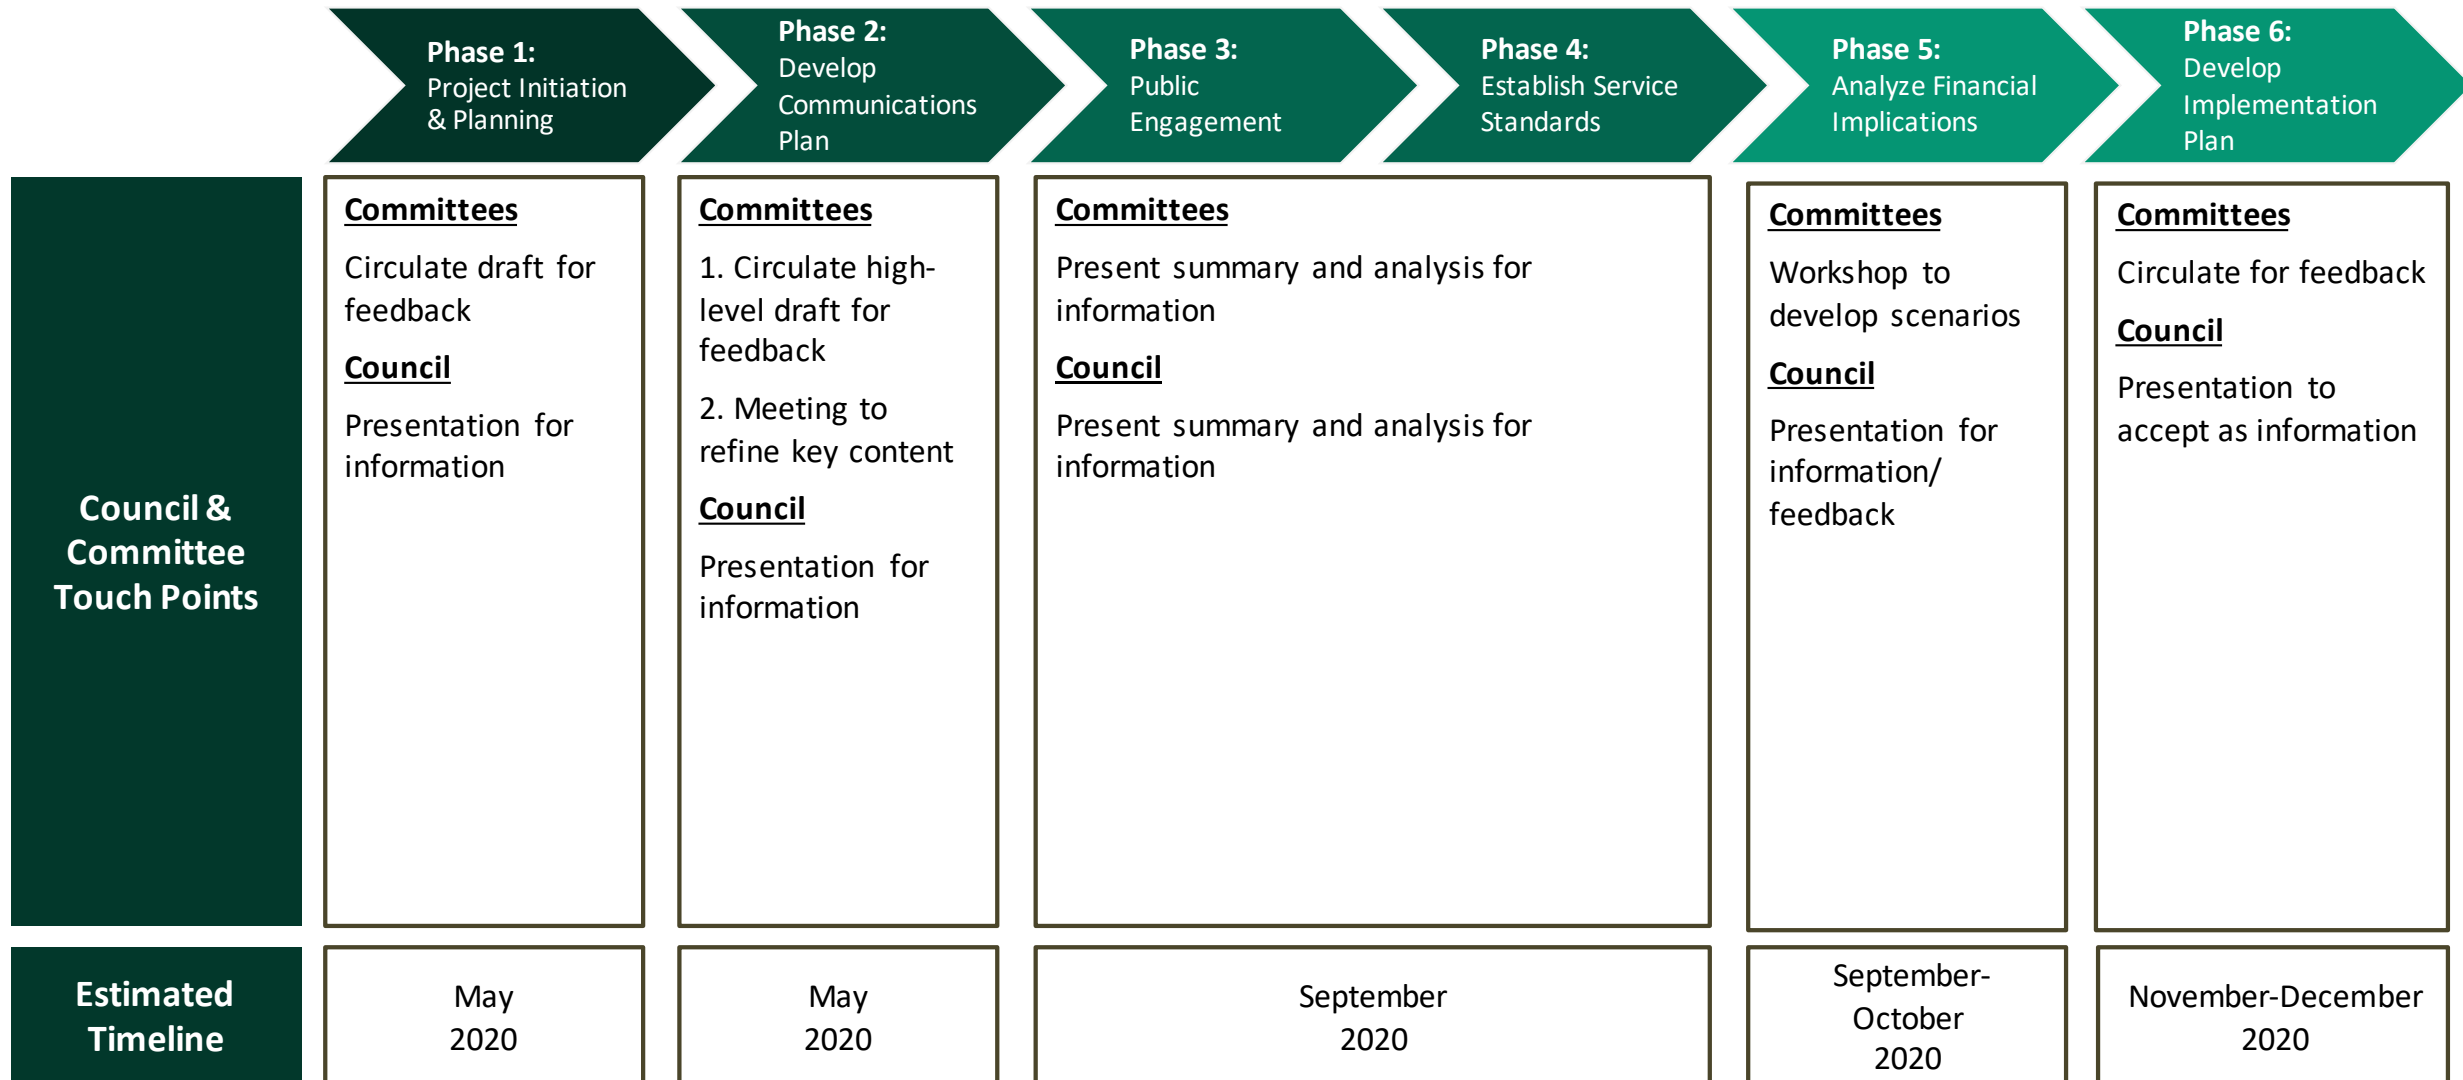 Phase 1:
Project Initiation
& Planning
Phase 2:
Develop
Communications
Plan
Phase 3:
Public
Engagement
Phase 4:
Establish Service
Standards
Phase 5:
Analyze Financial
Implications
Phase 6:
Develop
Implementation
Plan
Council &
Committee
Touch Points
Committees
Circulate draft for
feedback
Council
Presentation for
information
Committees
1. Circulate high-
level draft for
feedback
2. Meeting to
refine key content
Council
Presentation for
information
Committees
Present summary and analysis for
information
Council
Present summary and analysis for
information
Committees
Workshop to
develop scenarios
Council
Presentation for
information/
feedback
Committees
Circulate for feedback
Council
Presentation to
accept as information
Estimated
Timeline
May
2020
May
2020
September
2020
September-
October
2020
November-December
2020